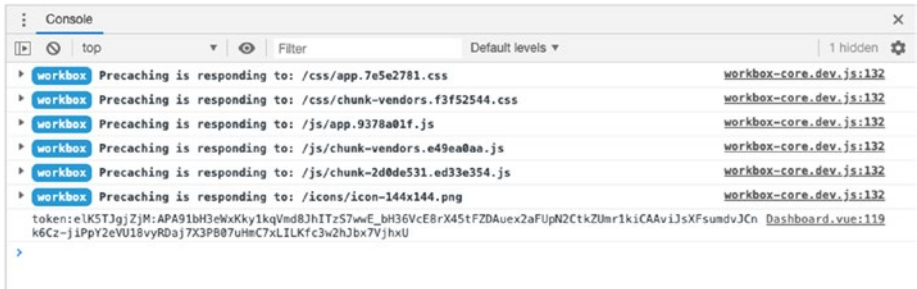 Console
top
Filter
Default levels
1 hidden
workbox Precaching is responding to: /css/app.7e5e2781.css workbox-core.dev.js:132
workbox Precaching is responding to: /css/chunk-vendors.f3f52544.css workbox-core.dev.js:132
workbox Precaching is responding to: /js/app.9378a01f.js workbox-core.dev.js:132
workbox Precaching is responding to: /js/chunk-vendors.e49ea0aa.js workbox-core.dev.js:132
workbox Precaching is responding to: /js/chunk-2d0de531.ed33e354.js workbox-core.dev.js:132
workbox Precaching is responding to: /icons/icon-144x144.png workbox-core.dev.js:132
token:elK5TJgjZjM:APA91bH3eWxKky1kqVmd8JhITzS7wwE_bH36VcE8rX45tFZDAuex2aFUpN2CtkZUmr1kiCAAviJsXFsumdvJCn Dashboard.vue:119
k6Cz-jiPpY2eVU18vyRDaj7X3PB07uHmC7xLILKfc3w2hJbx7VjhxU